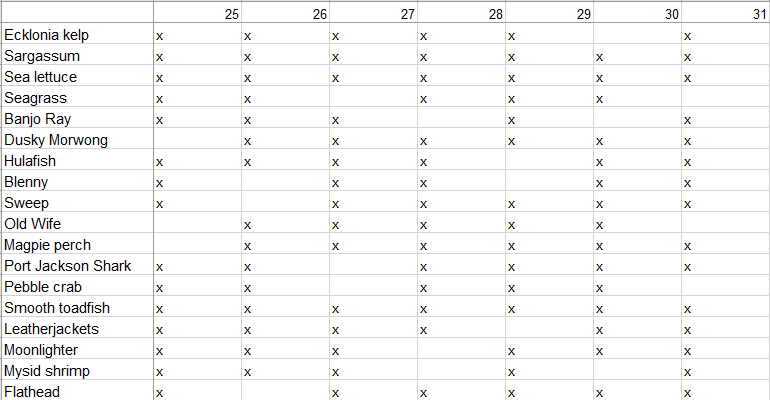 25 26 27 28 29 30 31
Ecklonia kelp x x x x x x
Sargassum x x x x x x x
Sea lettuce x x x x x x x
Seagrass x x x x x
Banjo Ray x x x x x
Dusky Morwong x x x x x x
Hulafish x x x x x x
Blenny x x x x x
Sweep x x x x x x
Old Wife x x x x x
Magpie perch x x x x x x
Port Jackson Shark x x x x x x
Pebble crab x x x x x
Smooth toadfish x x x x x x x
Leatherjackets x x x x x x
Moonlighter x x x x x x
Mysid shrimp x x x x x
Flathead x x x x x x